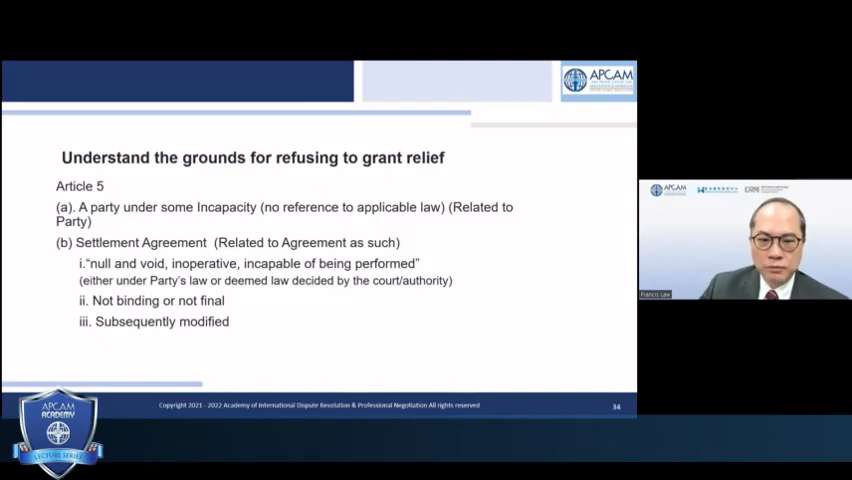 APCAM
Understand the grounds for refusing to grant relief
Article 5
(a). A party under some Incapacity (no reference to applicable law) (Related to
Party)
(b) Settlement Agreement (Related to Agreement as such)
i."null and void, inoperative, incapable of being performed"
(either under Party's law or deemed law decided by the court/authority)
ii. Not binding or not final
iii. Subsequently modified
Copyright 2021 - 2022 Academy of International Dispute Resolution & Professional Negotiation All rights reserved
34
APCAM
Francis Law
APCAM
ACADEMY
LECTURE SERIES